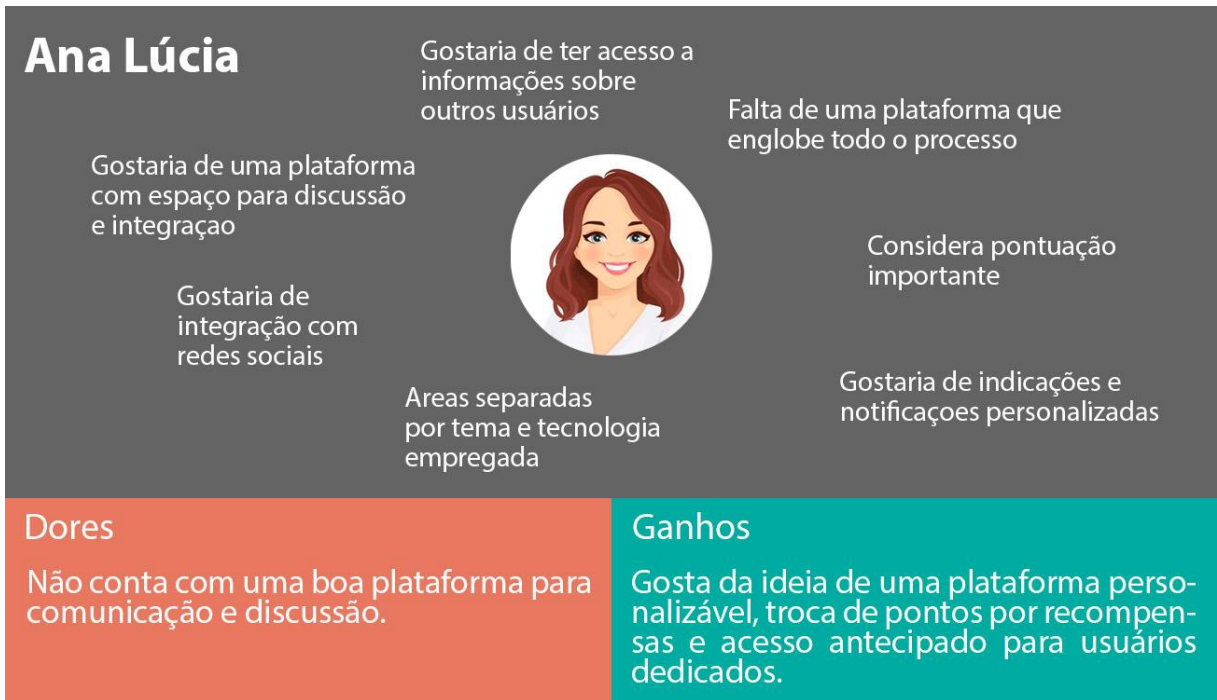 Ana Lúcia
Gostaria de ter acesso a
informações sobre
outros usuários
Falta de uma plataforma que
englobe todo o processo
Gostaria de uma plataforma
com espaço para discussão
e integraçao
Considera pontuação
importante
Gostaria de
integração com
redes sociais
Gostaria de indicações e
notificaçoes personalizadas
Areas separadas
por tema e tecnologia
empregada
Dores
Não conta com uma boa plataforma para
comunicação e discussão.
Ganhos
Gosta da ideia de uma plataforma perso-
nalizável, troca de pontos por recompen-
sas e acesso antecipado para usuários
dedicados.